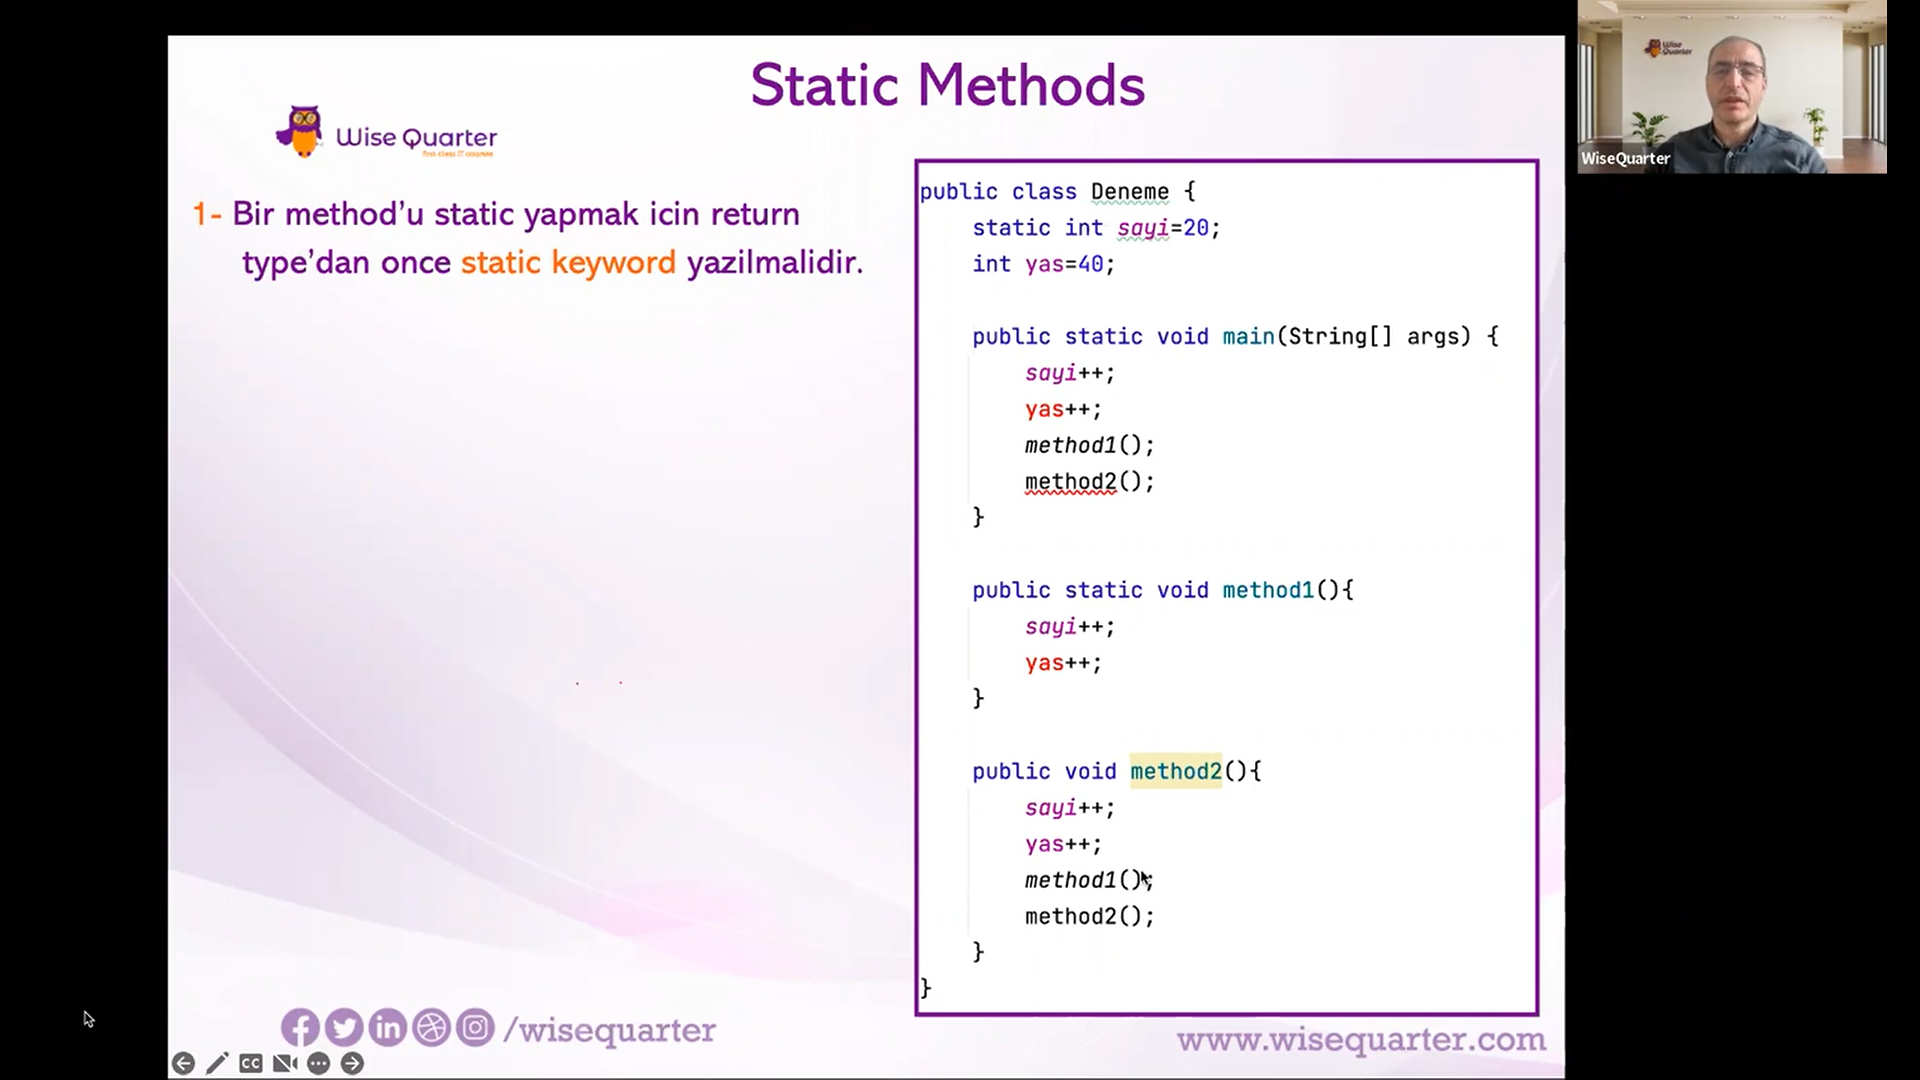 Static Methods
Wise Quarter
first class IT courses
1- Bir method’u static yapmak icin return
type’dan once static keyword yazilmalidir.
public class Deneme {
static int sayi=20;
int yas=40;
public static void main(String[] args) {
sayi++;
yas++;
method1();
method2();
}
public static void method1(){
sayi++;
yas++;
}
public void method2(){
sayi++;
yas++;
method1();
method2();
}
}
/wisequarter
www.wisequarter.com
CC
Wise
Quarter
WiseQuarter